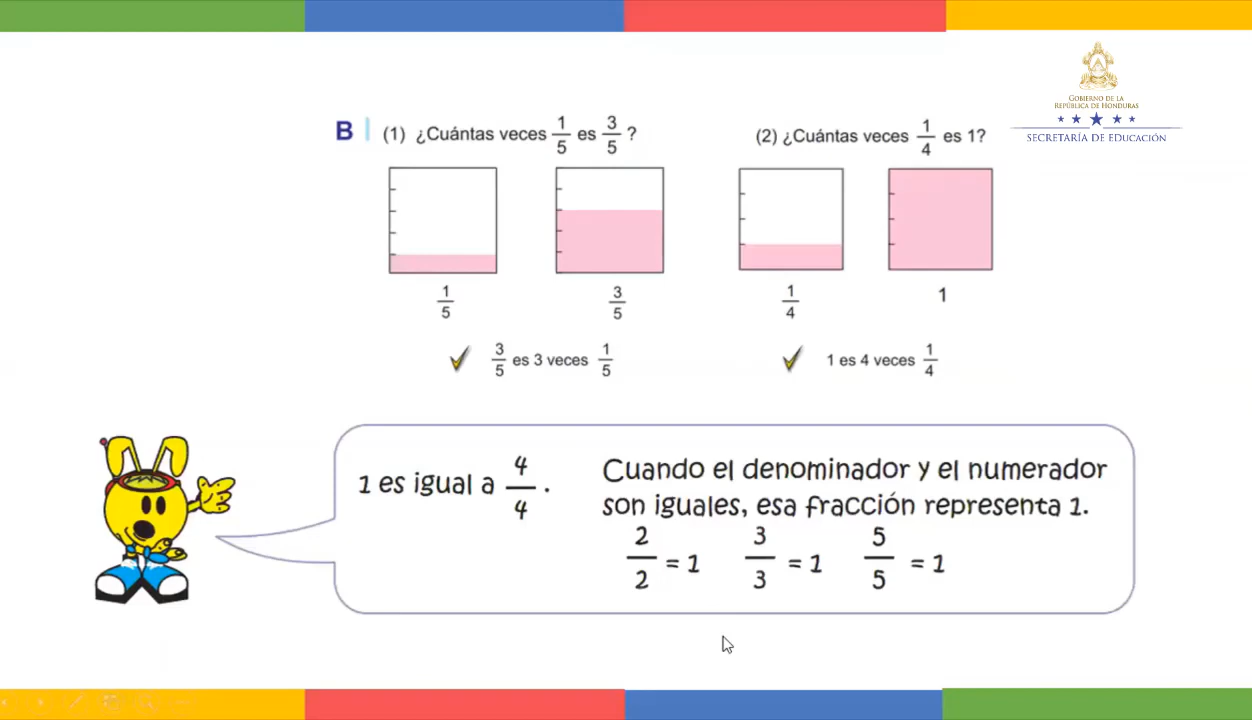 GOBIERNO DE LA
REPÚBLICA DE HONDURAS
SECRETARÍA DE EDUCACIÓN
B (1) ¿Cuántas veces 1/5 es 3/5 ?
1/5 3/5
3/5 es 3 veces 1/5
(2) ¿Cuántas veces 1/4 es 1?
1/4 1
1 es 4 veces 1/4
1 es igual a 4/4 .
Cuando el denominador y el numerador
son iguales, esa fracción representa 1.
2/2 = 1 3/3 = 1 5/5 = 1